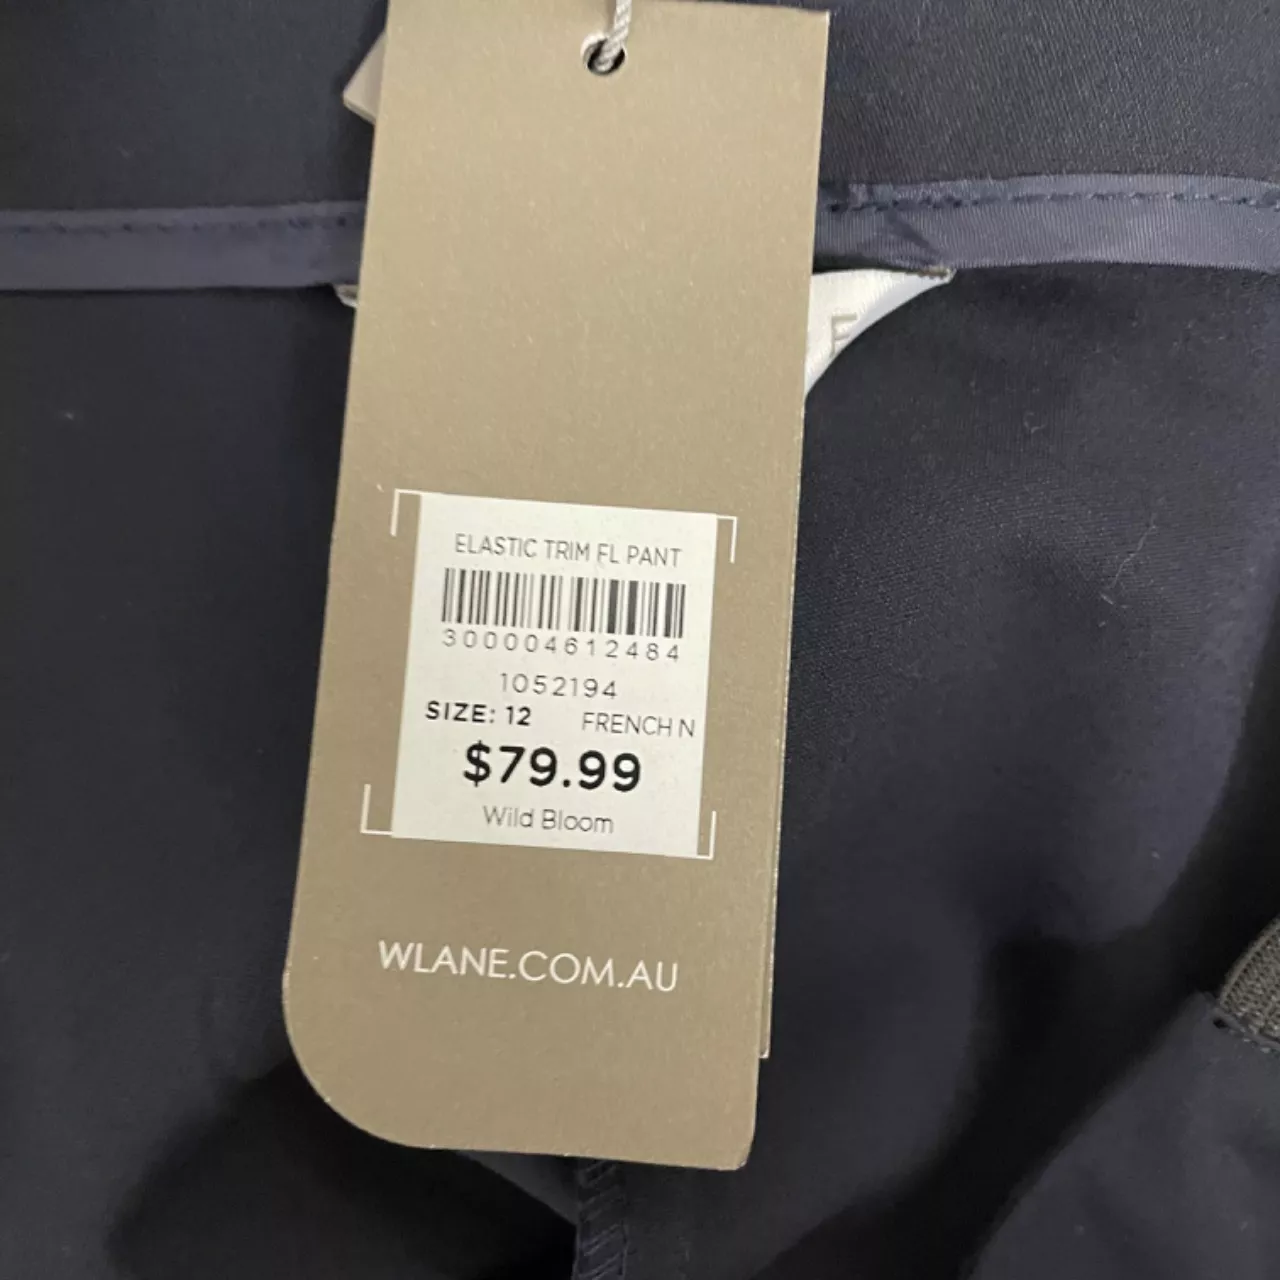 ELASTIC TRIM FL PANT
300004612484
1052194
SIZE: 12 FRENCH N
$79.99
Wild Bloom
WLANE.COM.AU
E